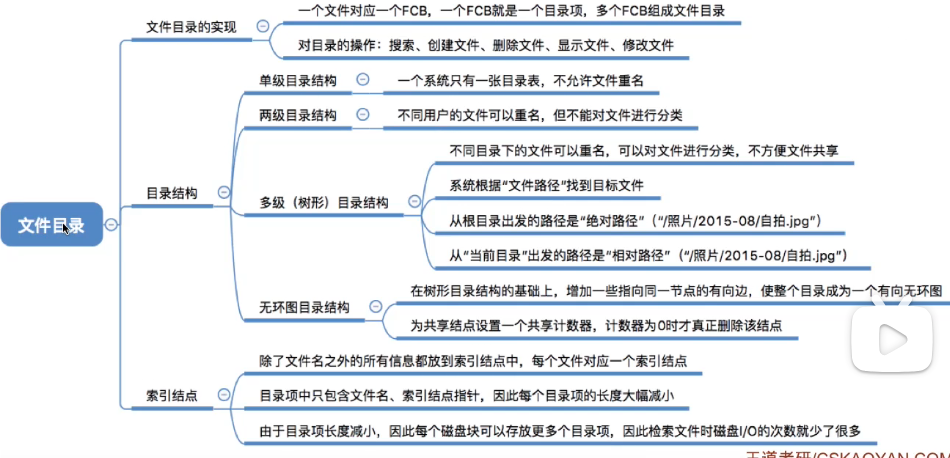 一个文件对应一个FCB，一个FCB就是一个目录项，多个FCB组成文件目录
文件目录的实现
对目录的操作：搜索、创建文件、删除文件、显示文件、修改文件
单级目录结构
一个系统只有一张目录表，不允许文件重名
两级目录结构
不同用户的文件可以重名，但不能对文件进行分类
不同目录下的文件可以重名，可以对文件进行分类，不方便文件共享
目录结构
系统根据“文件路径”找到目标文件
多级（树形）目录结构
文件目录
从根目录出发的路径是“绝对路径”（“/照片/2015-08/自拍.jpg”）
从“当前目录”出发的路径是“相对路径”（“/照片/2015-08/自拍.jpg”）
在树形目录结构的基础上，增加一些指向同一节点的有向边，使整个目录成为一个有向无环图
无环图目录结构
为共享结点设置一个共享计数器，计数器为0时才真正删除该结点
除了文件名之外的所有信息都放到索引结点中，每个文件对应一个索引结点
索引结点
目录项中只包含文件名、索引结点指针，因此每个目录项的长度大幅减小
由于目录项长度减小，因此每个磁盘块可以存放更多个目录项，因此检索文件时磁盘I/O的次数就少了很多
王道考研/CSKAOYAN.COM